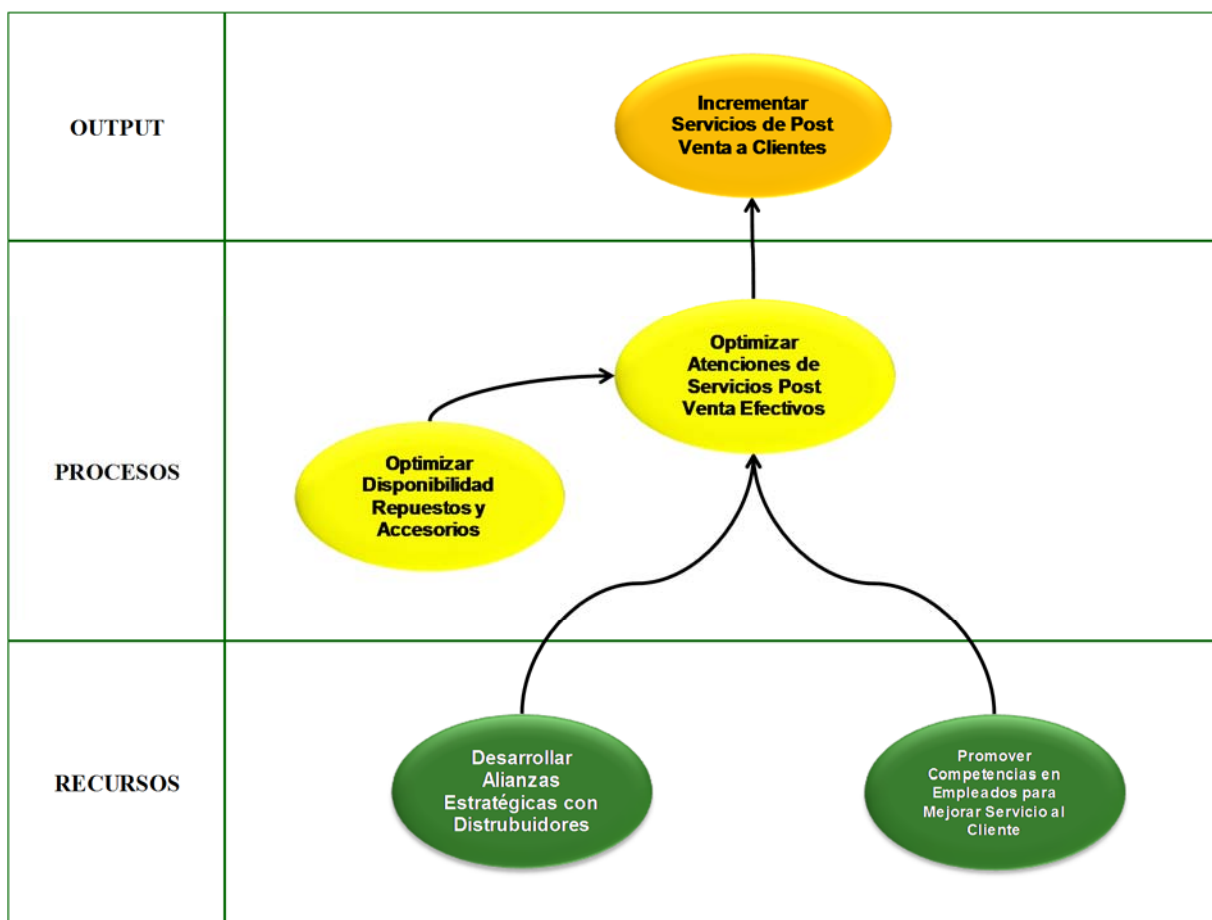 OUTPUT
Incrementar
Servicios de Post
Venta a Clientes
PROCESOS
Optimizar
Atenciones de
Servicios Post
Venta Efectivos
Optimizar
Disponibilidad
Repuestos y
Accesorios
RECURSOS
Desarrollar
Alianzas
Estratégicas con
Distrubuidores
Promover
Competencias en
Empleados para
Mejorar Servicio al
Cliente